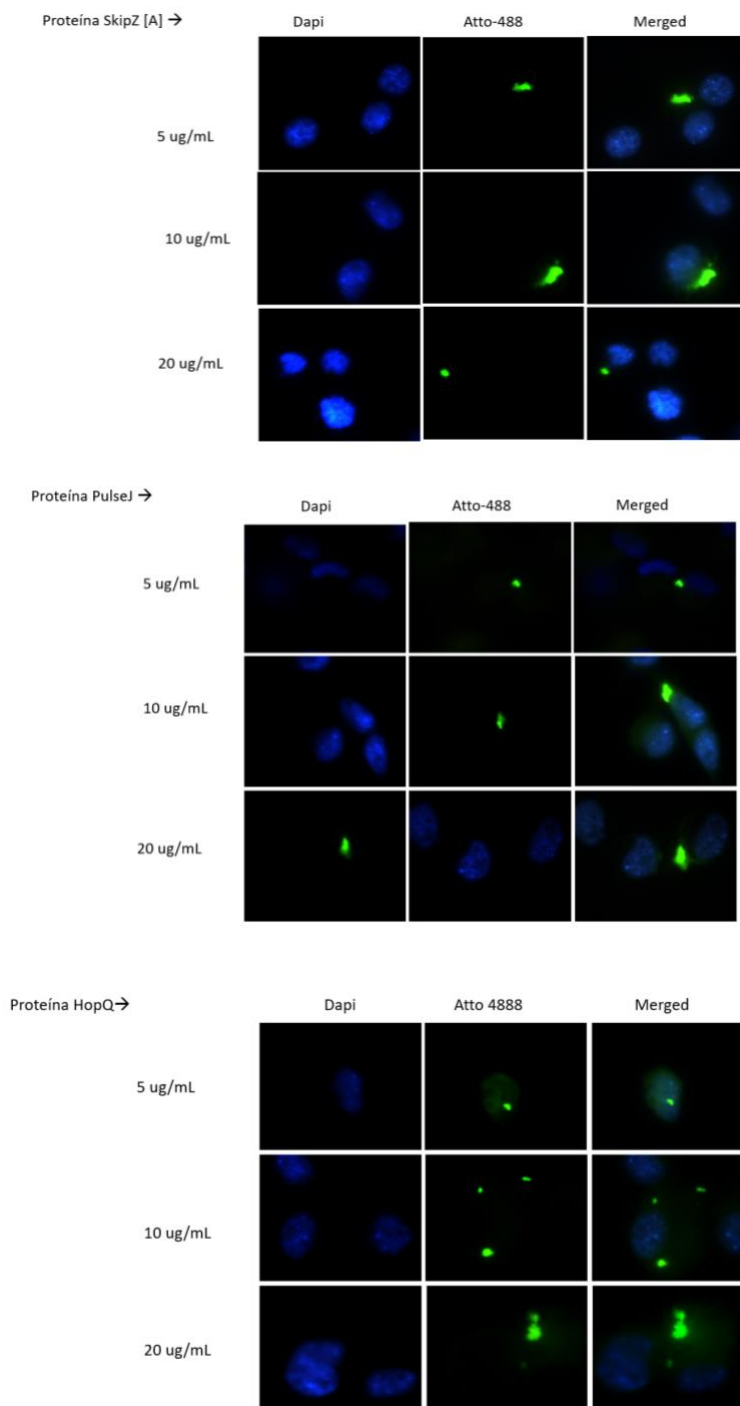 Proteína SkipZ [A] →
Dapi Atto-488 Merged
5 ug/mL
10 ug/mL
20 ug/mL
Proteína PulseJ →
Dapi Atto-488 Merged
5 ug/mL
10 ug/mL
20 ug/mL
Proteína HopQ→
Dapi Atto 4888 Merged
5 ug/mL
10 ug/mL
20 ug/mL